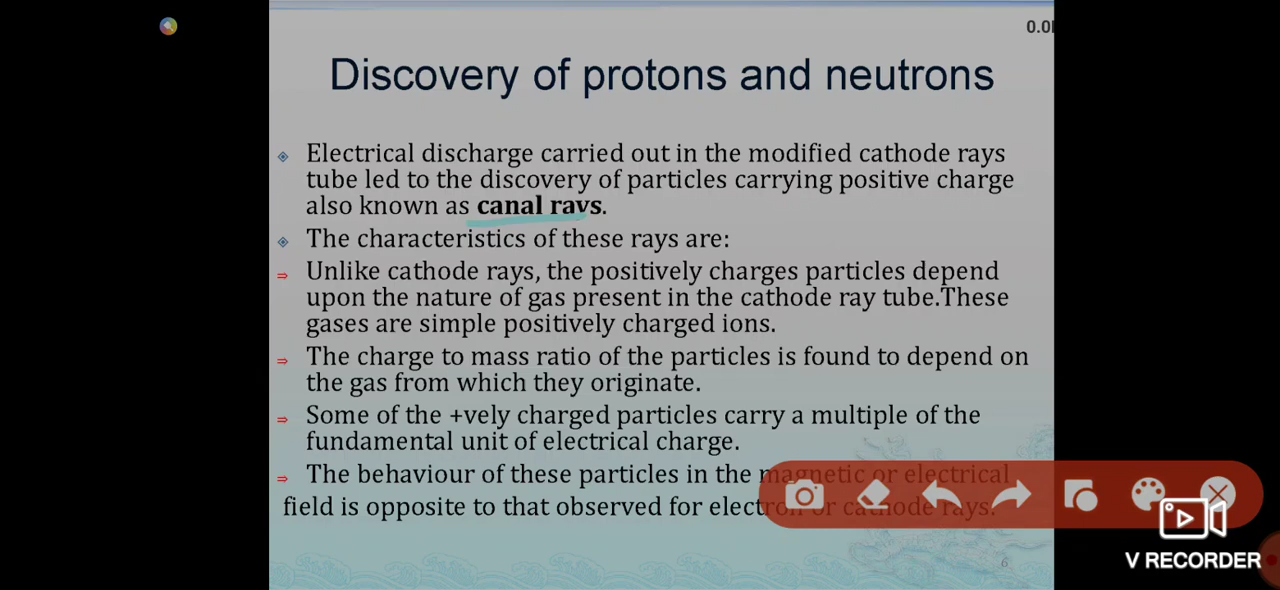 0.0
Discovery of protons and neutrons
Electrical discharge carried out in the modified cathode rays
tube led to the discovery of particles carrying positive charge
also known as canal rays.
The characteristics of these rays are:
Unlike cathode rays, the positively charges particles depend
upon the nature of gas present in the cathode ray tube.These
gases are simple positively charged ions.
The charge to mass ratio of the particles is found to depend on
the gas from which they originate.
Some of the +vely charged particles carry a multiple of the
fundamental unit of electrical charge.
The behaviour of these particles in the magnetic or electrical
field is opposite to that observed for electron or cathode rays.
6
V RECORDER